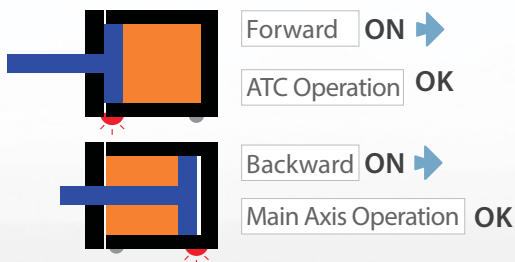 Forward ON
ATC Operation OK
Backward ON
Main Axis Operation OK